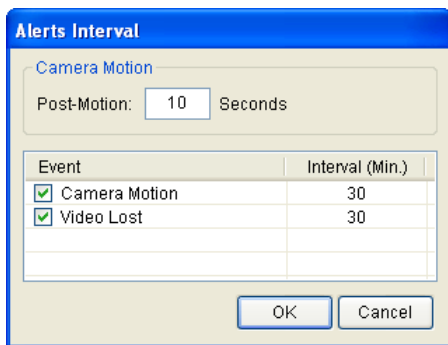 Alerts Interval
Camera Motion
Post-Motion: 10 Seconds
Event Interval (Min.)
Camera Motion 30
Video Lost 30
OK Cancel